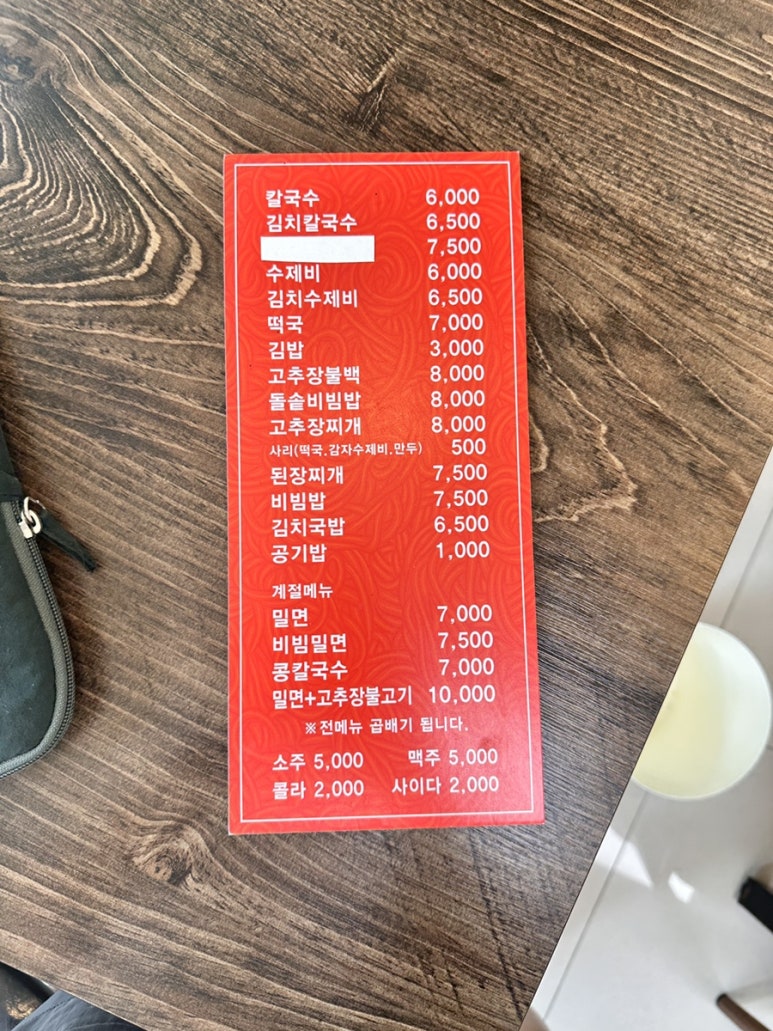 칼국수 6,000
김치칼국수 6,500
7,500
수제비 6,000
김치수제비 6,500
떡국 7,000
김밥 3,000
고추장불백 8,000
돌솥비빔밥 8,000
고추장찌개 8,000
사리(떡국.감자수제비.만두) 500
된장찌개 7,500
비빔밥 7,500
김치국밥 6,500
공기밥 1,000
계절메뉴
밀면 7,000
비빔밀면 7,500
콩칼국수 7,000
밀면+고추장불고기 10,000
※전메뉴 곱배기 됩니다.
소주 5,000 맥주 5,000
콜라 2,000 사이다 2,000